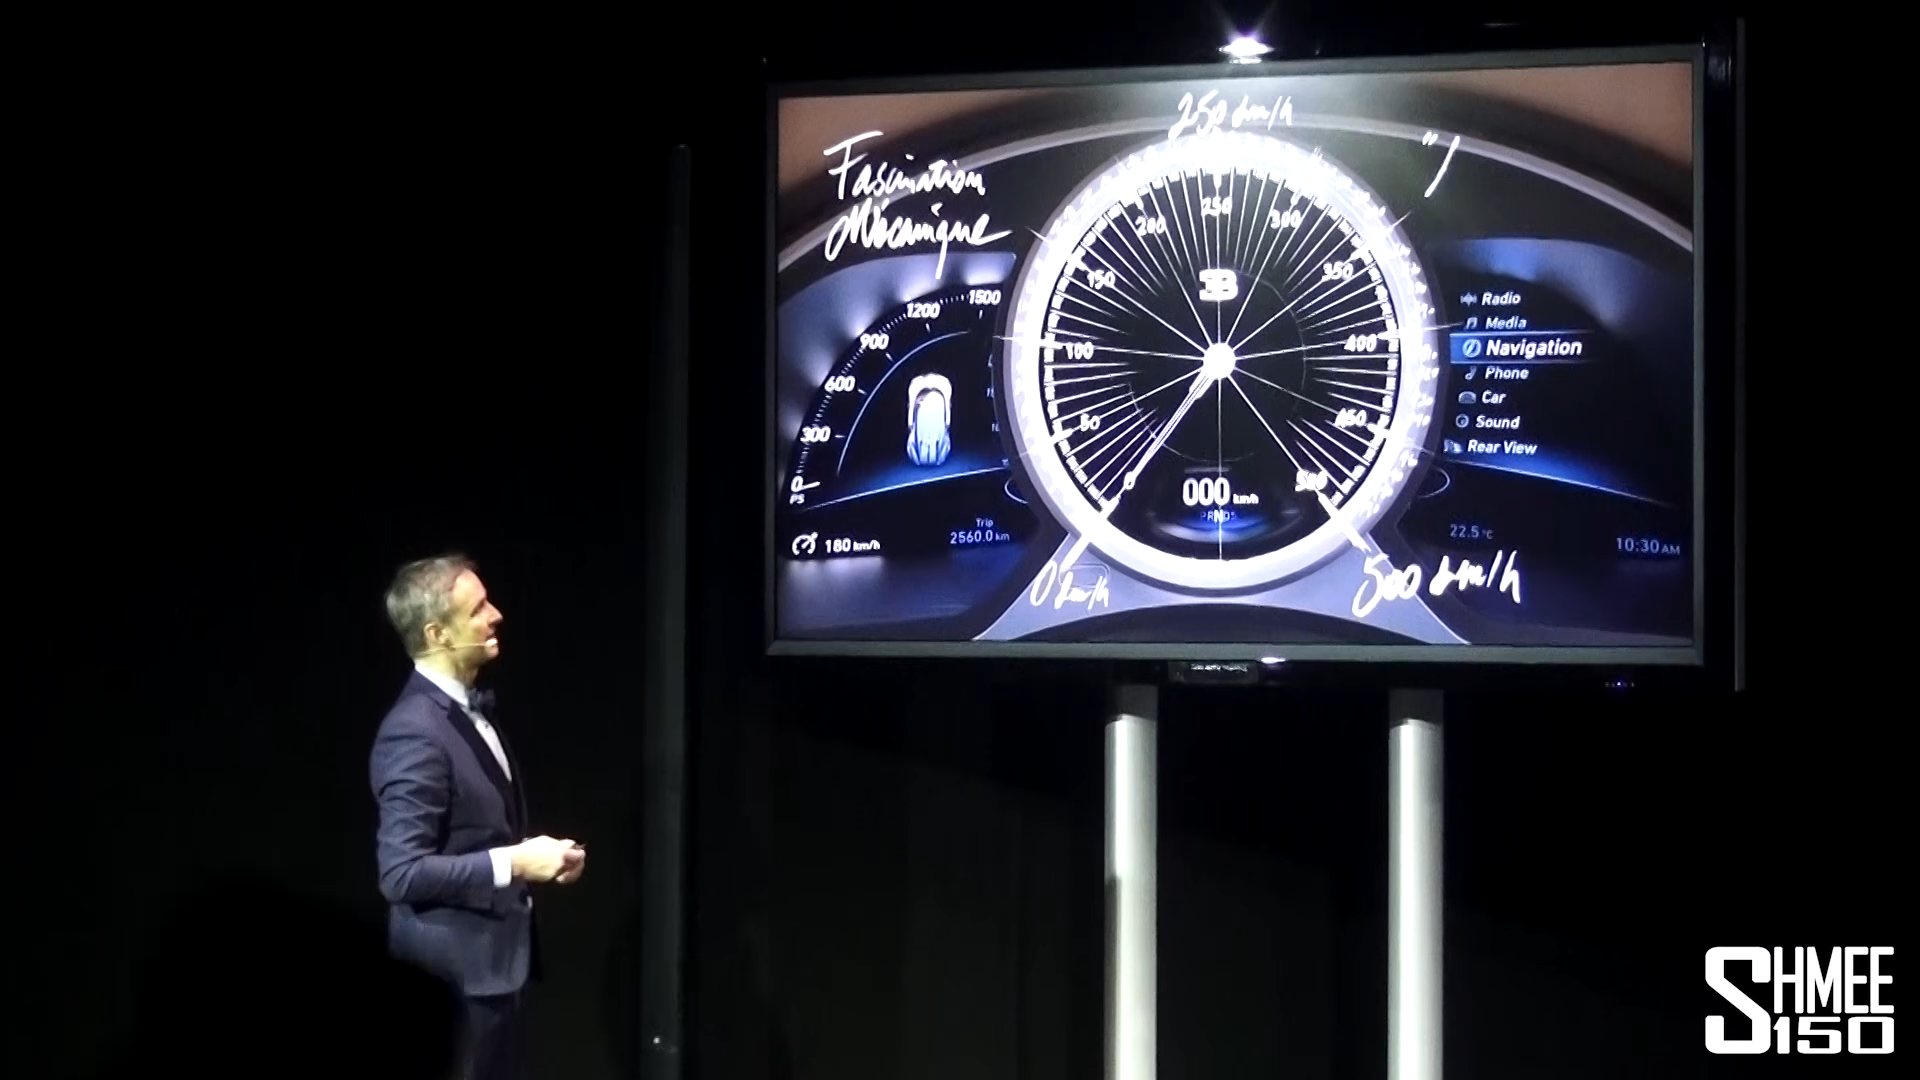 250 km/h
Fascination
Mécanique
0
50
100
150
200
250
300
350
400
450
500
EB
000 km/h
PRNDS
0 km/h
500 km/h
0
300
600
900
1200
1500
PS
180 km/h
Trip
2560.0 km
Radio
Media
Navigation
Phone
Car
Sound
Rear View
22.5 °C
10:30 AM
SHMEE
150